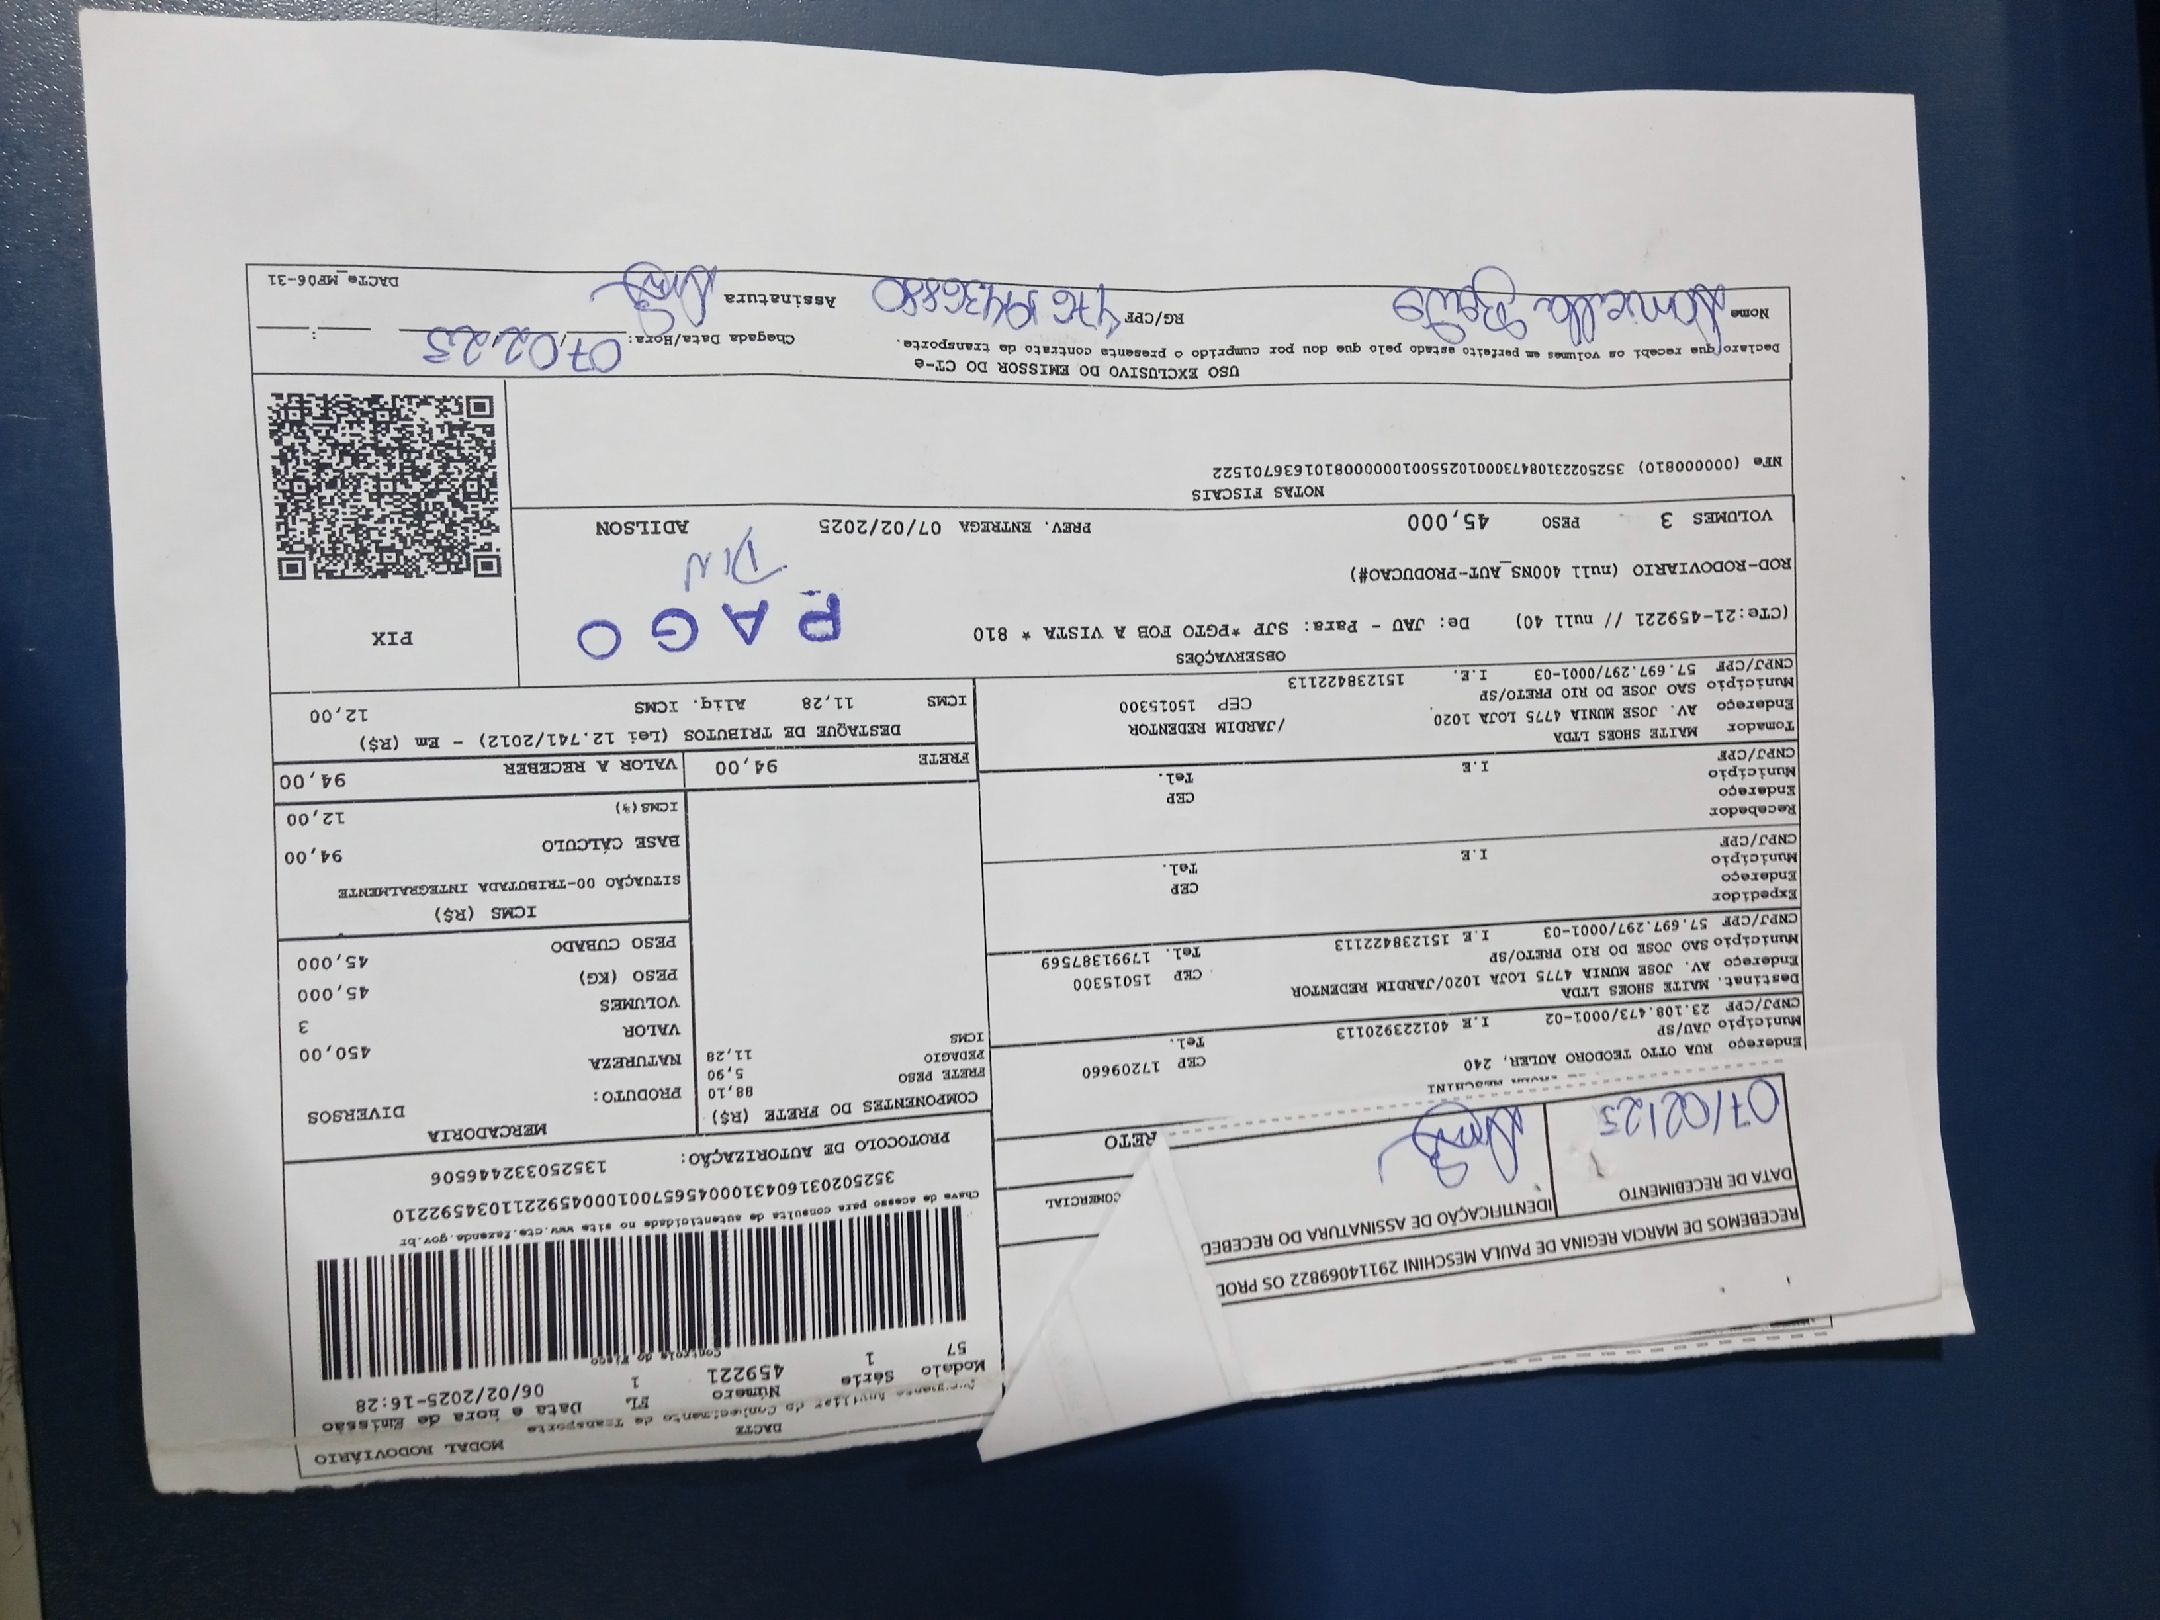 DACTE
MODAL RODOVIÁRIO
Documento Auxiliar do Conhecimento de Transporte
Modalo Série Número FL Data e hora de Emissão
57 1 459221 1 06/02/2025-16:28
Controle do Fisco
RECEBEMOS DE MARCIA REGINA DE PAULA MESCHINI 29114069822 OS PROD
DATA DE RECEBIMENTO
IDENTIFICAÇÃO DE ASSINATURA DO RECEBED
07/02/25
COMERCIAL
RETO
Chave de acesso para consulta de autenticidade no site www.cte.fazenda.gov.br
35250203160431000456570010004592211034592210
PROTOCOLO DE AUTORIZAÇÃO: 135250332446506
MESCHINI
Endereço RUA OTTO TEODORO AULER, 240
CEP 17209660
Município JAU/SP
Tel.
CNPJ/CPF 23.108.473/0001-02 I.E 401223920113
Destinat. MAITE SHOES LTDA
Endereço AV. JOSE MUNIA 4775 LOJA 1020/JARDIM REDENTOR
CEP 15015300
Município SAO JOSE DO RIO PRETO/SP
Tel. 17991387569
CNPJ/CPF 57.697.297/0001-03 I.E 151238422113
Expedidor
Endereço
CEP
Município
Tel.
CNPJ/CPF I.E
Recebedor
Endereço
CEP
Município
Tel.
CNPJ/CPF I.E
Tomador MAITE SHOES LTDA
Endereço AV. JOSE MUNIA 4775 LOJA 1020 /JARDIM REDENTOR
Município SAO JOSE DO RIO PRETO/SP CEP 15015300
CNPJ/CPF 57.697.297/0001-03 I.E. 151238422113
COMPONENTES DO FRETE (R$)
FRETE PESO 88,10
PEDAGIO 5,90
ICMS 11,28
MERCADORIA
PRODUTO: DIVERSOS
NATUREZA
VALOR 450,00
VOLUMES 3
PESO (KG) 45,000
PESO CUBADO 45,000
ICMS (R$)
SITUAÇÃO 00-TRIBUTADA INTEGRALMENTE
BASE CÁLCULO 94,00
ICMS(%) 12,00
FRETE 94,00 VALOR A RECEBER 94,00
DESTAQUE DE TRIBUTOS (Lei 12.741/2012) - Em (R$)
ICMS 11,28 Aliq. ICMS 12,00
OBSERVAÇÕES
(CTe:21-459221 // null 40) De: JAU - Para: SJP *PGTO FOB A VISTA * 810
PAGO
DIN
PIX
ROD-RODOVIARIO (null 400NS_AUT-PRODUCAO#)
VOLUMES 3 PESO 45,000 PREV. ENTREGA 07/02/2025 ADILSON
NOTAS FISCAIS
NFe (00000810) 35250223108473000102550010000008101636701522
USO EXCLUSIVO DO EMISSOR DO CT-e
Declaro que recebi os volumes em perfeito estado pelo que dou por cumprido o presente contrato de transporte.
Chegada Data/Hora: 07/02/25 :
Nome RG/CPF 47619436880 Assinatura
DACTe_MF06-31